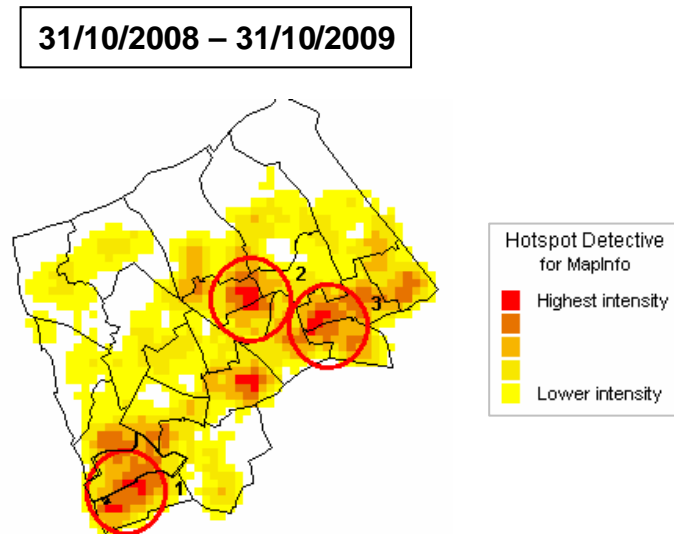 31/10/2008 – 31/10/2009
2
3
1
Hotspot Detective
for MapInfo
Highest intensity
Lower intensity